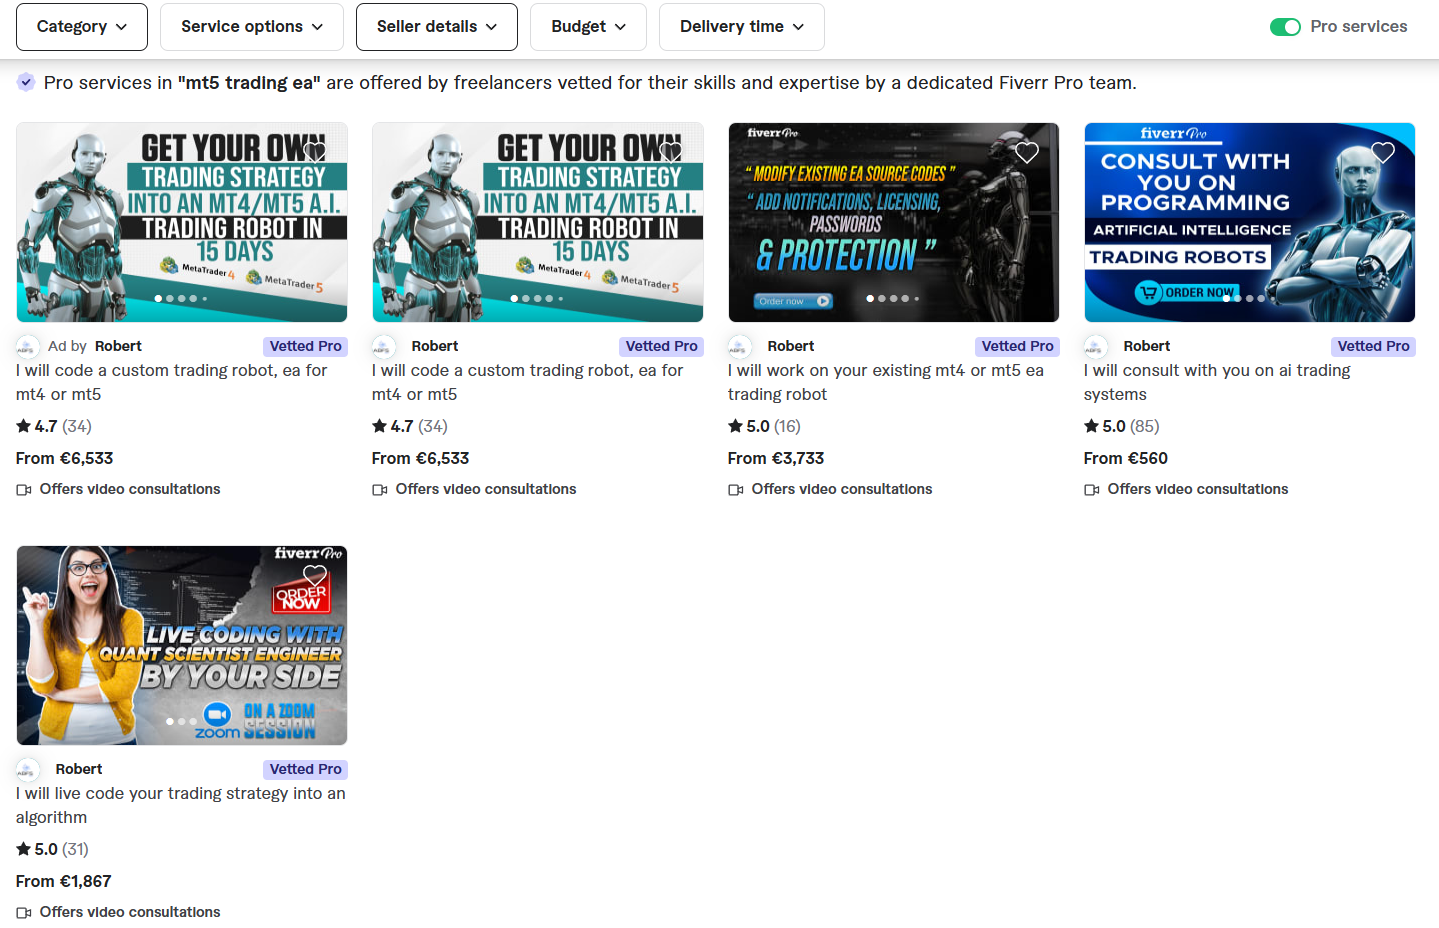 Category
Service options
Seller details
Budget
Delivery time
Pro services
Pro services in "mt5 trading ea" are offered by freelancers vetted for their skills and expertise by a dedicated Fiverr Pro team.
GET YOUR OWN
TRADING STRATEGY
INTO AN MT4/MT5 A.I.
TRADING ROBOT IN
15 DAYS
MetaTrader 4
MetaTrader 5
Ad by Robert
Vetted Pro
I will code a custom trading robot, ea for
mt4 or mt5
4.7 (34)
From €6,533
Offers video consultations
GET YOUR OWN
TRADING STRATEGY
INTO AN MT4/MT5 A.I.
TRADING ROBOT IN
15 DAYS
MetaTrader 4
MetaTrader 5
ABFS
Robert
Vetted Pro
I will code a custom trading robot, ea for
mt4 or mt5
4.7 (34)
From €6,533
Offers video consultations
fiverr Pro
“ MODIFY EXISTING EA SOURCE CODES ”
“ ADD NOTIFICATIONS, LICENSING,
PASSWORDS
& PROTECTION ”
Order now
Robert
Vetted Pro
I will work on your existing mt4 or mt5 ea
trading robot
5.0 (16)
From €3,733
Offers video consultations
fiverr Pro
CONSULT WITH
YOU ON
PROGRAMMING
ARTIFICIAL INTELLIGENCE
TRADING ROBOTS
ORDER NOW
Robert
Vetted Pro
I will consult with you on ai trading
systems
5.0 (85)
From €560
Offers video consultations
fiverr Pro
ORDER
NOW
LIVE CODING WITH
QUANT SCIENTIST ENGINEER
BY YOUR SIDE
zoom
ON A ZOOM
SESSION
Robert
Vetted Pro
I will live code your trading strategy into an
algorithm
5.0 (31)
From €1,867
Offers video consultations